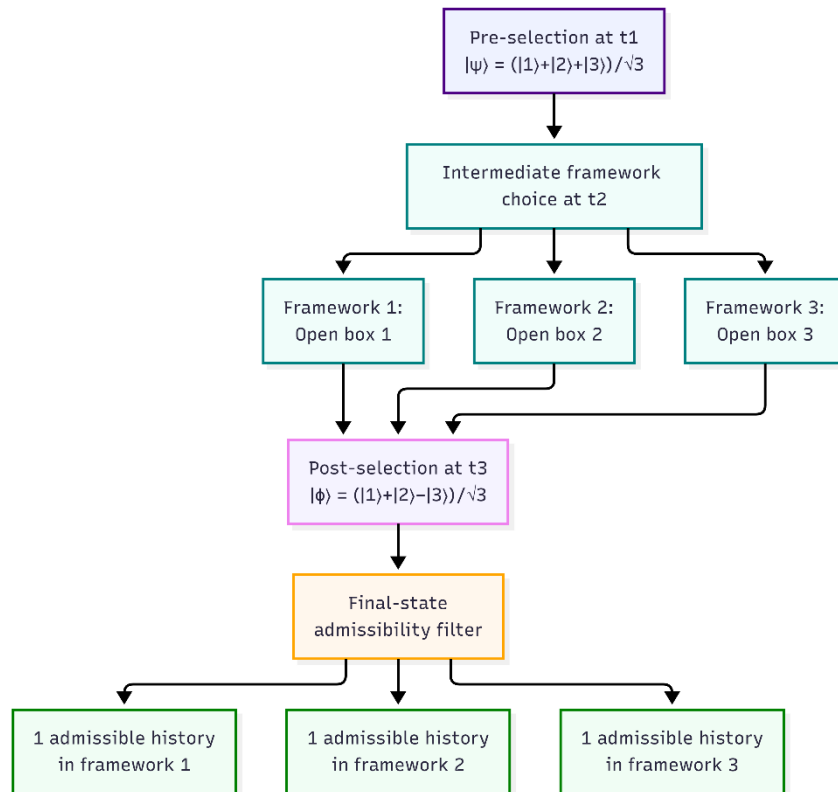 Pre-selection at t1
|ψ⟩ = (|1⟩+|2⟩+|3⟩)/√3
Intermediate framework
choice at t2
Framework 1:
Open box 1
Framework 2:
Open box 2
Framework 3:
Open box 3
Post-selection at t3
|ϕ⟩ = (|1⟩+|2⟩−|3⟩)/√3
Final-state
admissibility filter
1 admissible history
in framework 1
1 admissible history
in framework 2
1 admissible history
in framework 3